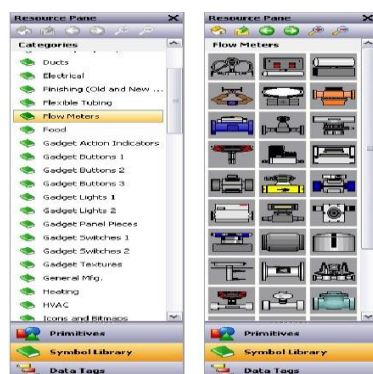 Resource Pane
Categories
Ducts
Electrical
Finishing (Old and New ...
Flexible Tubing
Flow Meters
Food
Gadget Action Indicators
Gadget Buttons 1
Gadget Buttons 2
Gadget Buttons 3
Gadget Lights 1
Gadget Lights 2
Gadget Panel Pieces
Gadget Switches 1
Gadget Switches 2
Gadget Textures
General Mfg.
Heating
HVAC
Icons and Bitmaps
Primitives
Symbol Library
Data Tags
Resource Pane
Flow Meters
Primitives
Symbol Library
Data Tags